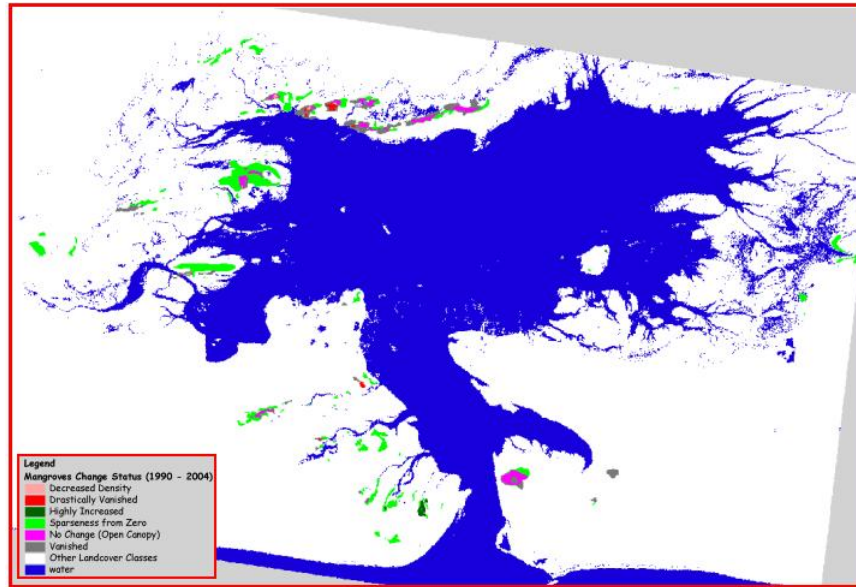 Legend
Mangroves Change Status (1990 - 2004)
Decreased Density
Drastically Vanished
Highly Increased
Sparseness from Zero
No Change (Open Canopy)
Vanished
Other Landcover Classes
water